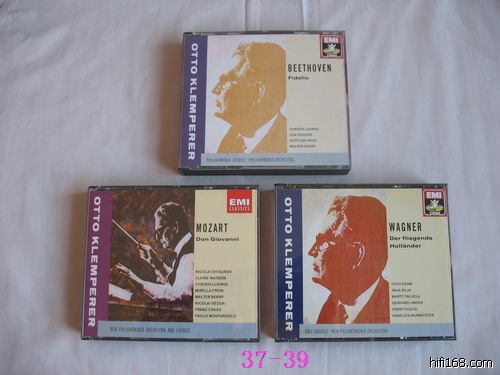 OTTO KLEMPERER
EMI
BEETHOVEN
Fidelio
CHRISTA LUDWIG
JON VICKERS
GOTTLOB FRICK
WALTER BERRY
PHILHARMONIA CHORUS · PHILHARMONIA ORCHESTRA
OTTO KLEMPERER
EMI
CLASSICS
MOZART
Don Giovanni
NICOLAI GHIAUROV
CLAIRE WATSON
CHRISTA LUDWIG
MIRELLA FRENI
WALTER BERRY
NICOLAI GEDDA
FRANZ CRASS
PAOLO MONTARSOLO
NEW PHILHARMONIA ORCHESTRA AND CHORUS
OTTO KLEMPERER
EMI
WAGNER
Der fliegende
Holländer
THEO ADAM
ANJA SILJA
MARTTI TALVELA
GERHARD UNGER
ERNST KOZUB
ANNELIES BURMEISTER
BBC CHORUS · NEW PHILHARMONIA ORCHESTRA
37-39
hifi168.com